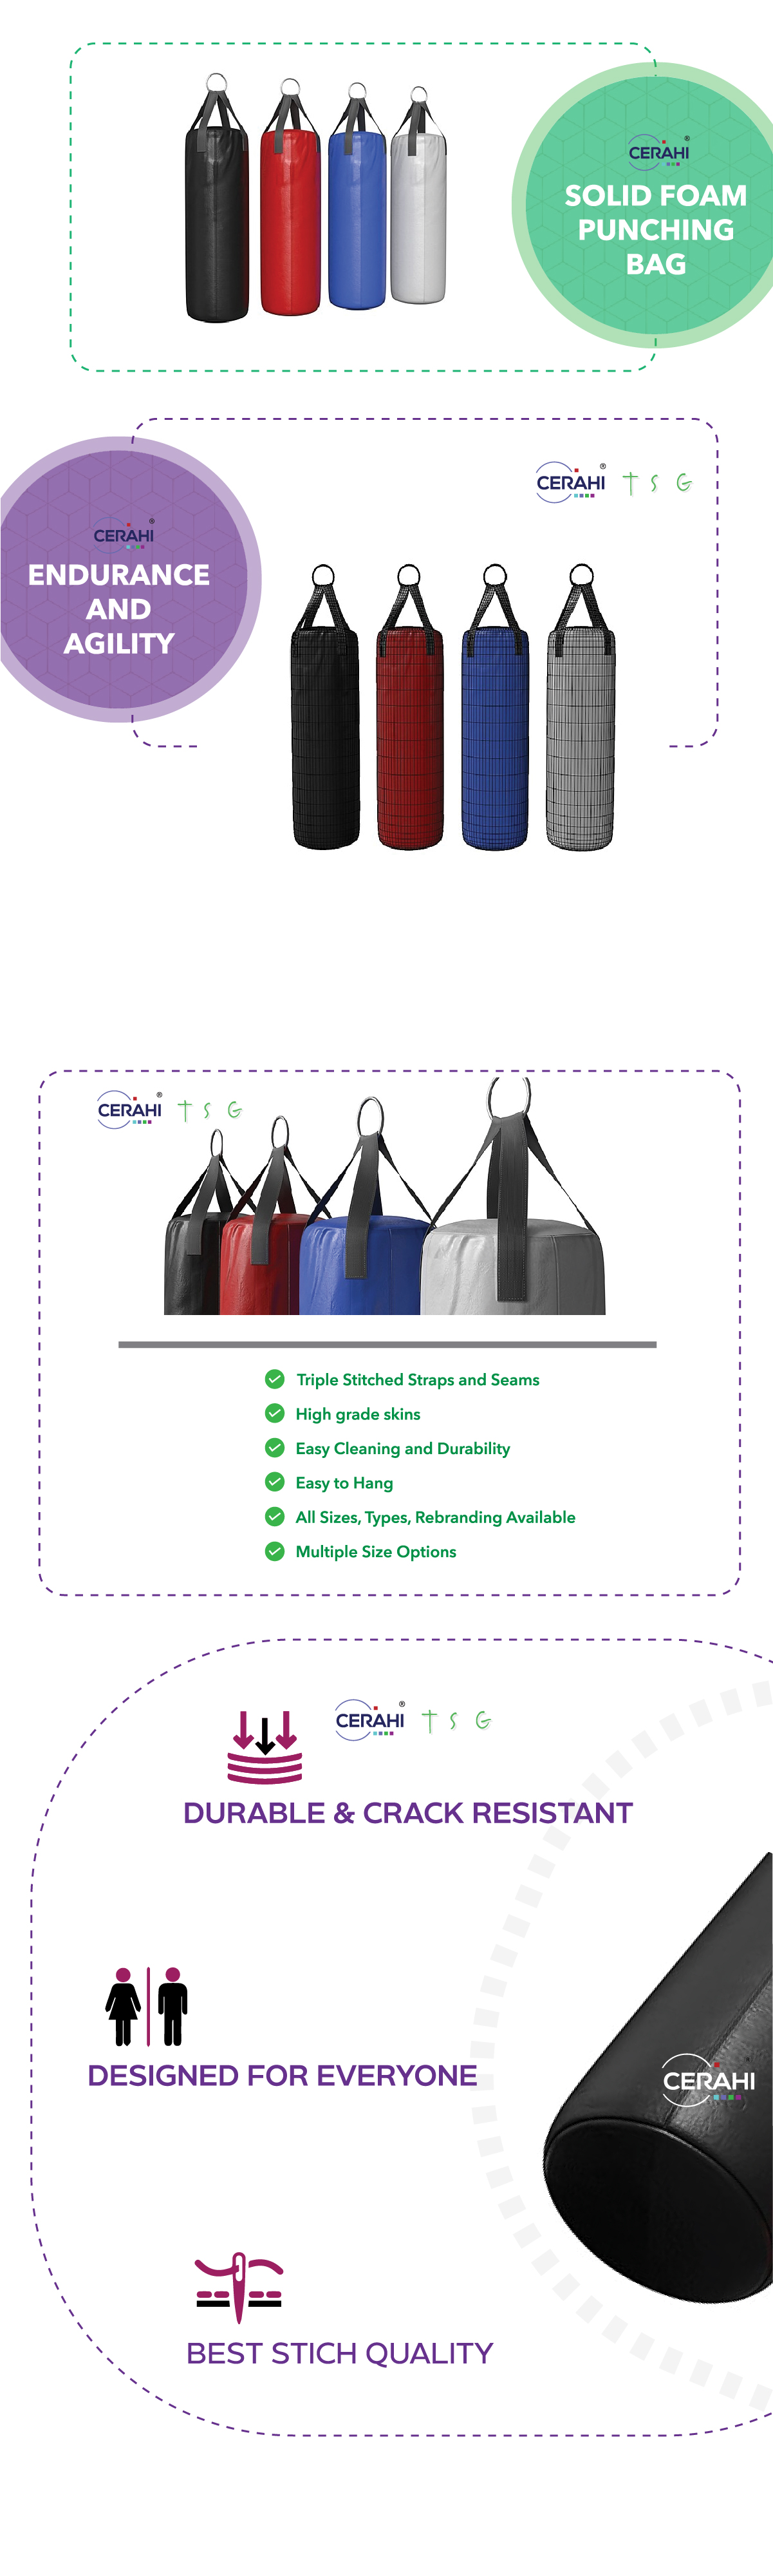 CERAHI ®
SOLID FOAM
PUNCHING
BAG
CERAHI ® T S G
CERAHI ®
ENDURANCE
AND
AGILITY
CERAHI ® T S G
Triple Stitched Straps and Seams
High grade skins
Easy Cleaning and Durability
Easy to Hang
All Sizes, Types, Rebranding Available
Multiple Size Options
CERAHI ® T S G
DURABLE & CRACK RESISTANT
DESIGNED FOR EVERYONE
CERAHI
BEST STICH QUALITY